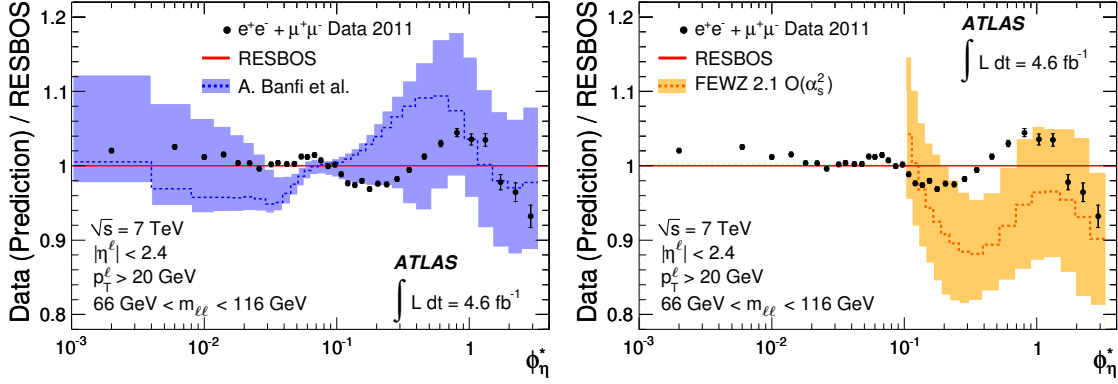 Data (Prediction) / RESBOS
1.2
1.1
1
0.9
0.8
e⁺e⁻ + μ⁺μ⁻ Data 2011
RESBOS
A. Banfi et al.
√s = 7 TeV
|η^ℓ| < 2.4
p_T^ℓ > 20 GeV
66 GeV < m_ℓℓ < 116 GeV
ATLAS
∫ L dt = 4.6 fb⁻¹
10⁻³ 10⁻² 10⁻¹ 1
ϕ*_η
Data (Prediction) / RESBOS
1.2
1.1
1
0.9
0.8
e⁺e⁻ + μ⁺μ⁻ Data 2011
RESBOS
FEWZ 2.1 O(α_s²)
ATLAS
∫ L dt = 4.6 fb⁻¹
√s = 7 TeV
|η^ℓ| < 2.4
p_T^ℓ > 20 GeV
66 GeV < m_ℓℓ < 116 GeV
10⁻³ 10⁻² 10⁻¹ 1
ϕ*_η